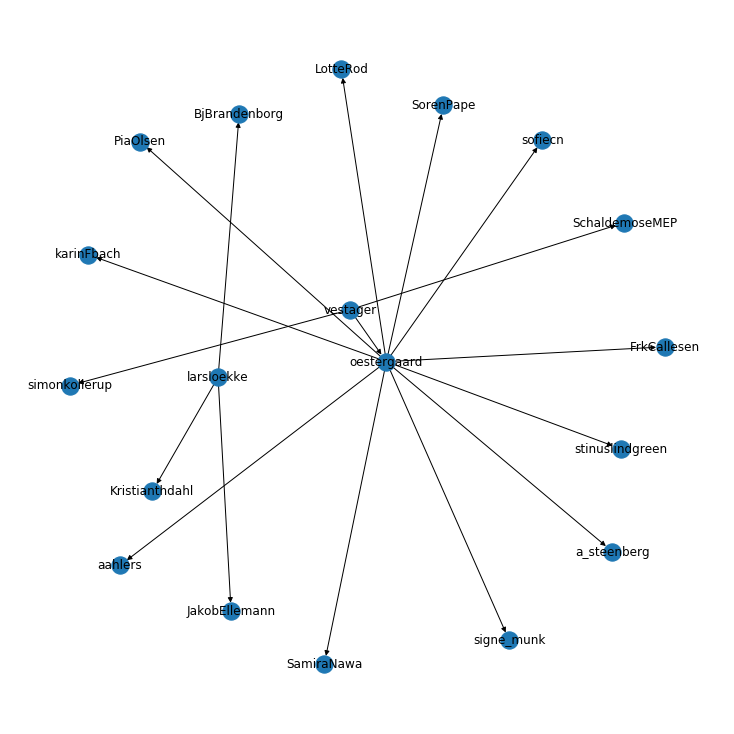 LotteRod
SorenPape
BjBrandenborg
PiaOlsen
sofiecn
SchaldemoseMEP
karinFbach
vestager
FrkCallesen
oestergaard
larsloekke
simonkollerup
stinuslindgreen
Kristianthdahl
a_steenberg
aahlers
JakobEllemann
signe_munk
SamiraNawa